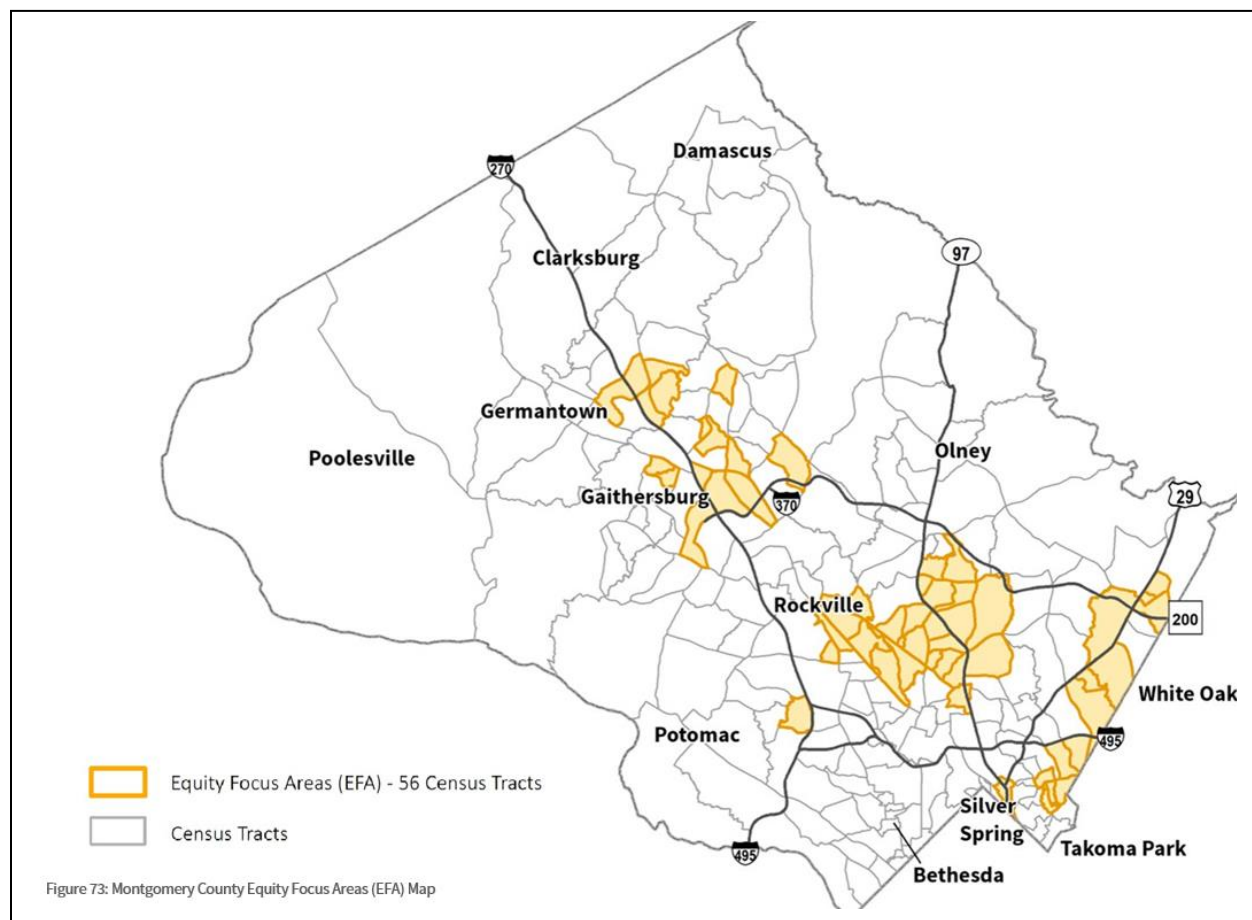 Damascus
270
Clarksburg
97
Germantown
Olney
Poolesville
Gaithersburg
370
29
Rockville
200
White Oak
Potomac
495
Equity Focus Areas (EFA) - 56 Census Tracts
Silver
Spring
Census Tracts
Takoma Park
495
Bethesda
Figure 73: Montgomery County Equity Focus Areas (EFA) Map